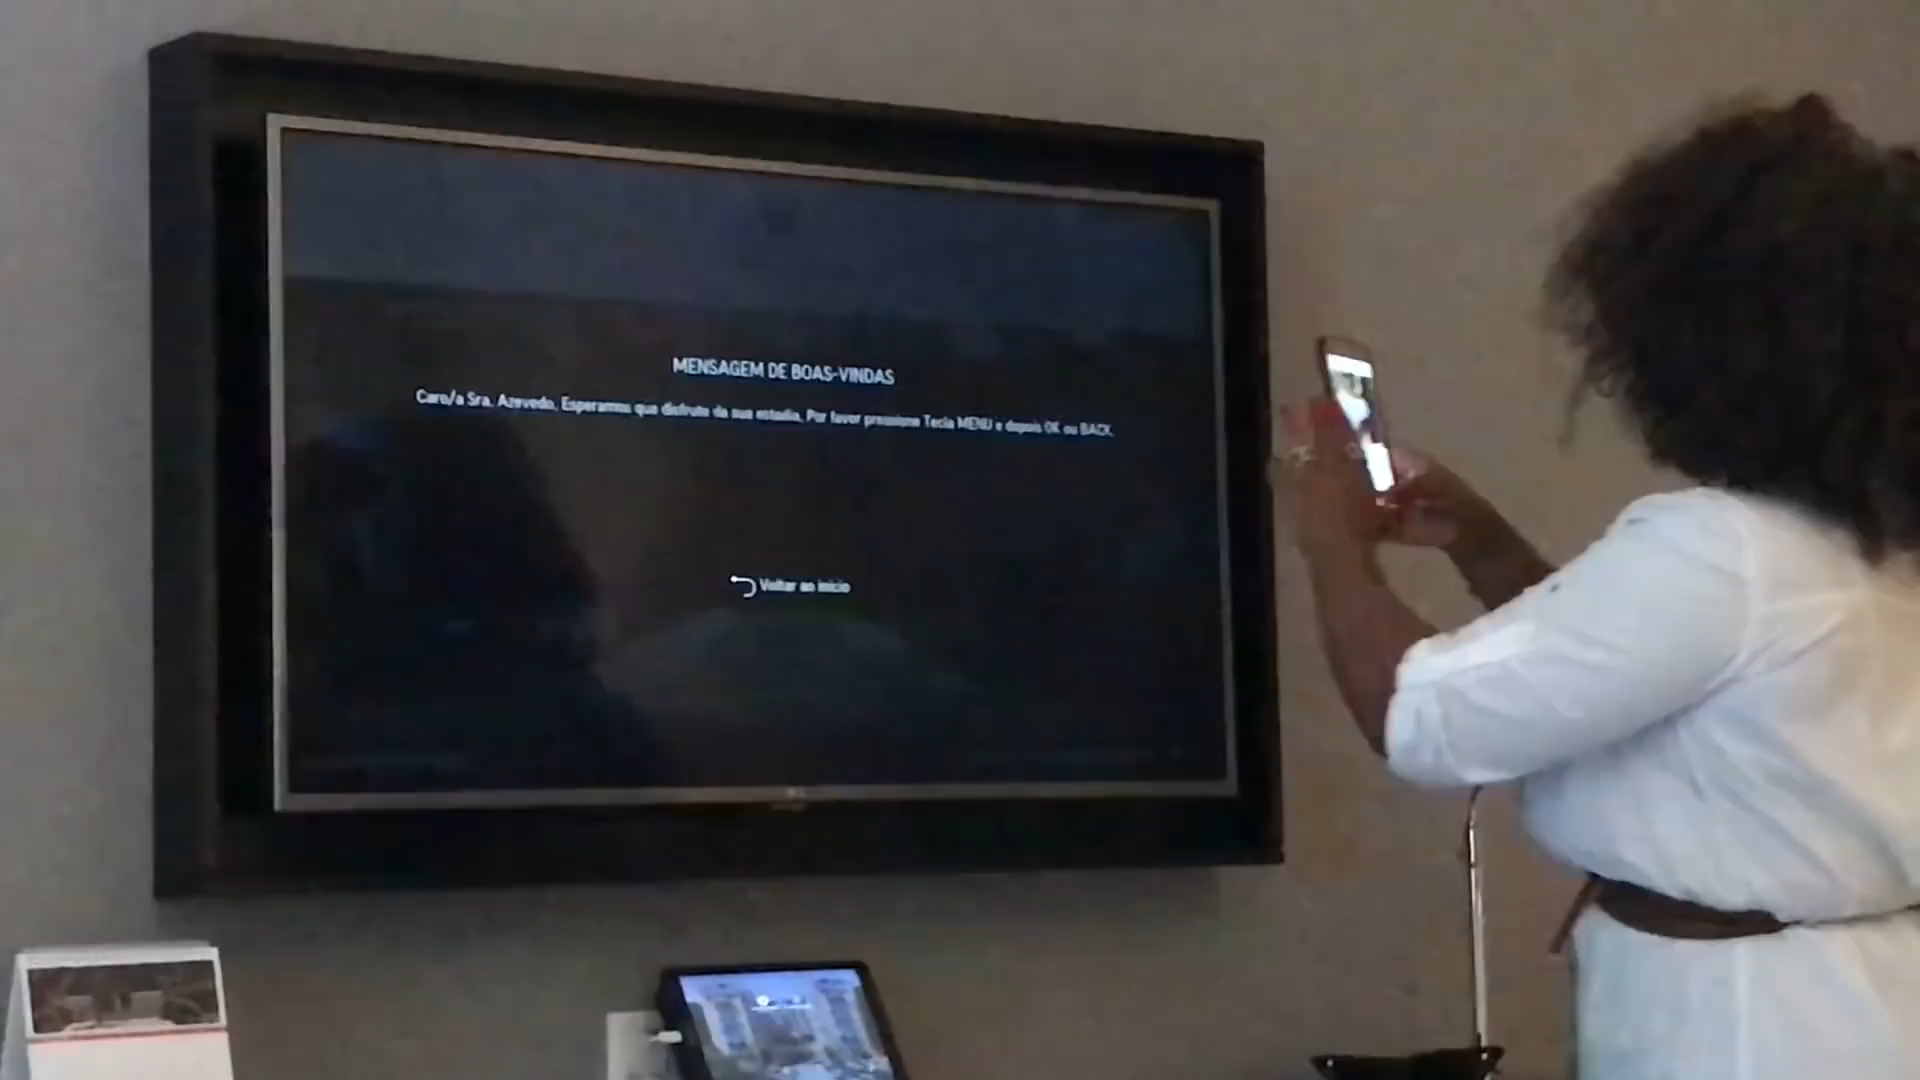 MENSAGEM DE BOAS-VINDAS
Caro/a Sra. Azevedo, Esperamos que disfrute da sua estadia, Por favor pressione Tecla MENU e depois OK ou BACK.
Voltar ao início